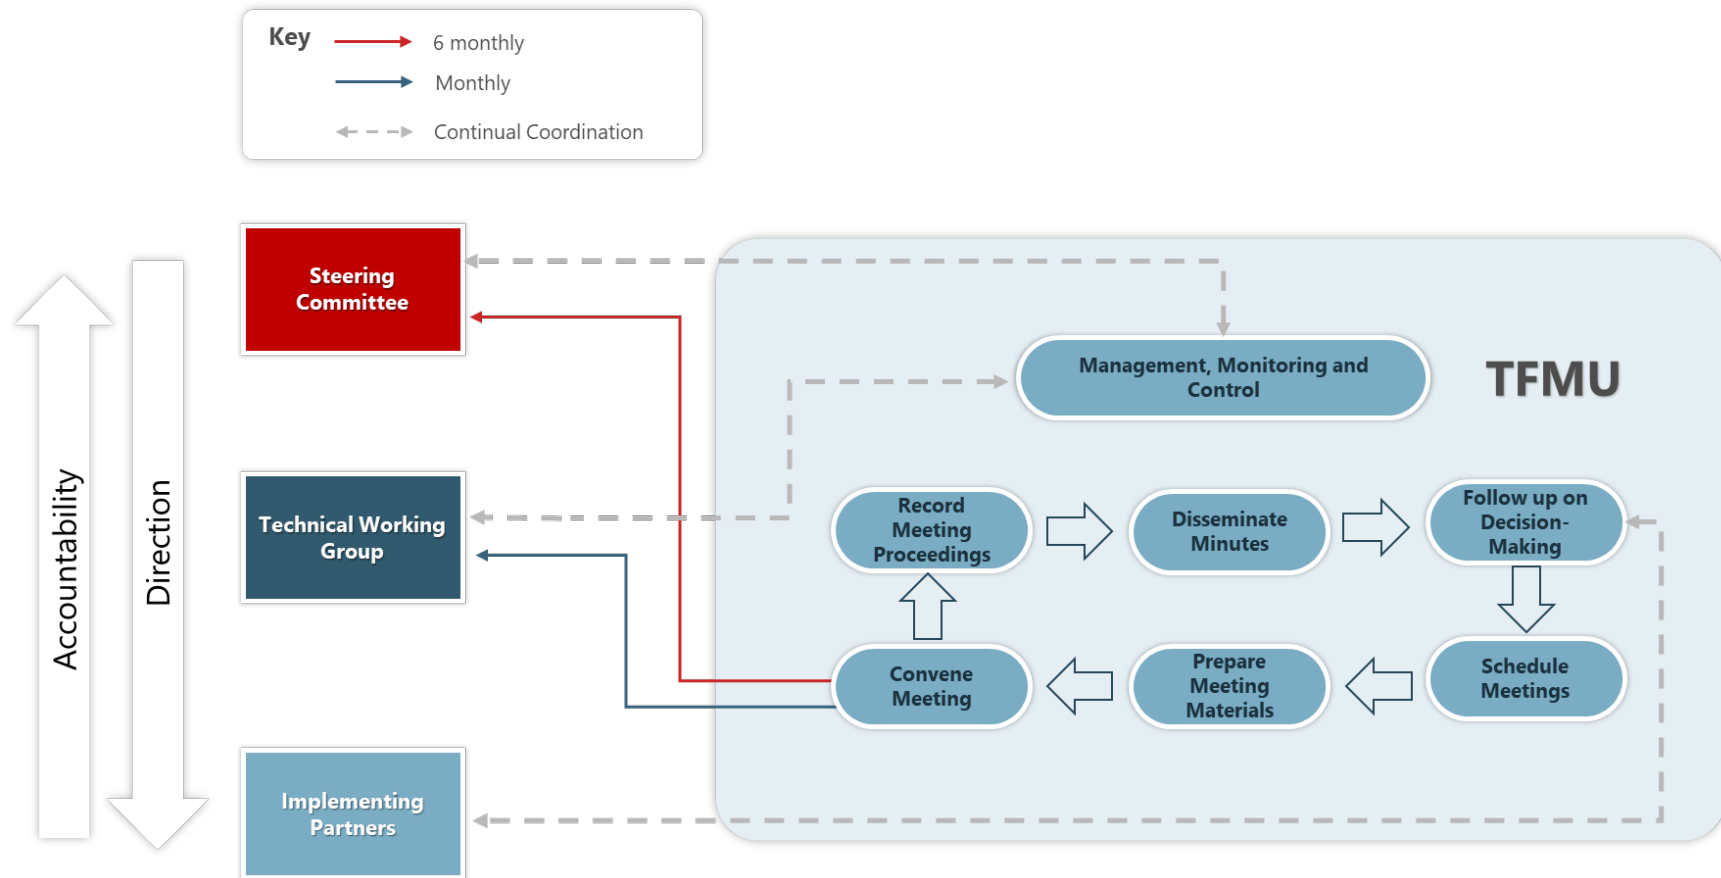 Key
6 monthly
Monthly
Continual Coordination
Accountability
Direction
Steering
Committee
Technical Working
Group
Implementing
Partners
Management, Monitoring and
Control
TFMU
Record
Meeting
Proceedings
Disseminate
Minutes
Follow up on
Decision-
Making
Convene
Meeting
Prepare
Meeting
Materials
Schedule
Meetings